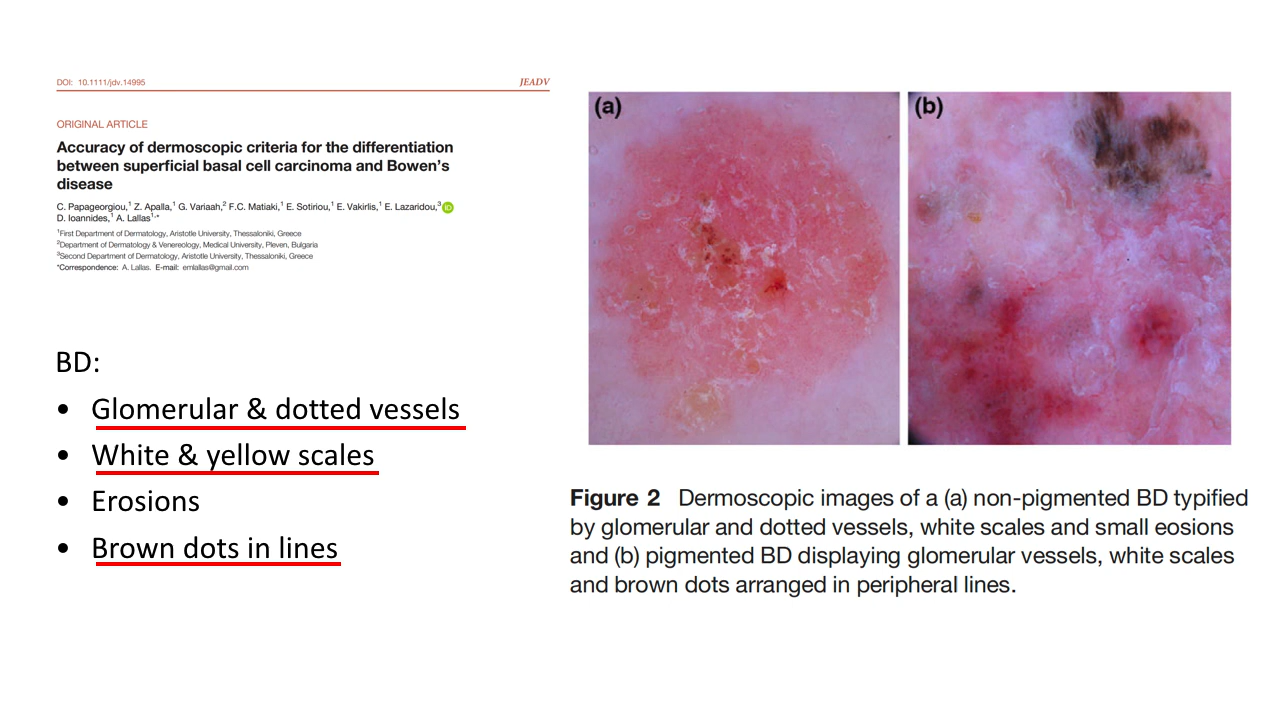 DOI: 10.1111/jdv.14995
JEADV
ORIGINAL ARTICLE
Accuracy of dermoscopic criteria for the differentiation
between superficial basal cell carcinoma and Bowen's
disease
C. Papageorgiou,1 Z. Apalla,1 G. Variaah,2 F.C. Matiaki,1 E. Sotiriou,1 E. Vakirlis,1 E. Lazaridou,3 iD
D. Ioannides,1 A. Lallas1,*
1First Department of Dermatology, Aristotle University, Thessaloniki, Greece
2Department of Dermatology & Venereology, Medical University, Pleven, Bulgaria
3Second Department of Dermatology, Aristotle University, Thessaloniki, Greece
*Correspondence: A. Lallas. E-mail: emlallas@gmail.com
BD:
• Glomerular & dotted vessels
• White & yellow scales
• Erosions
• Brown dots in lines
(a)
(b)
Figure 2 Dermoscopic images of a (a) non-pigmented BD typified
by glomerular and dotted vessels, white scales and small eosions
and (b) pigmented BD displaying glomerular vessels, white scales
and brown dots arranged in peripheral lines.